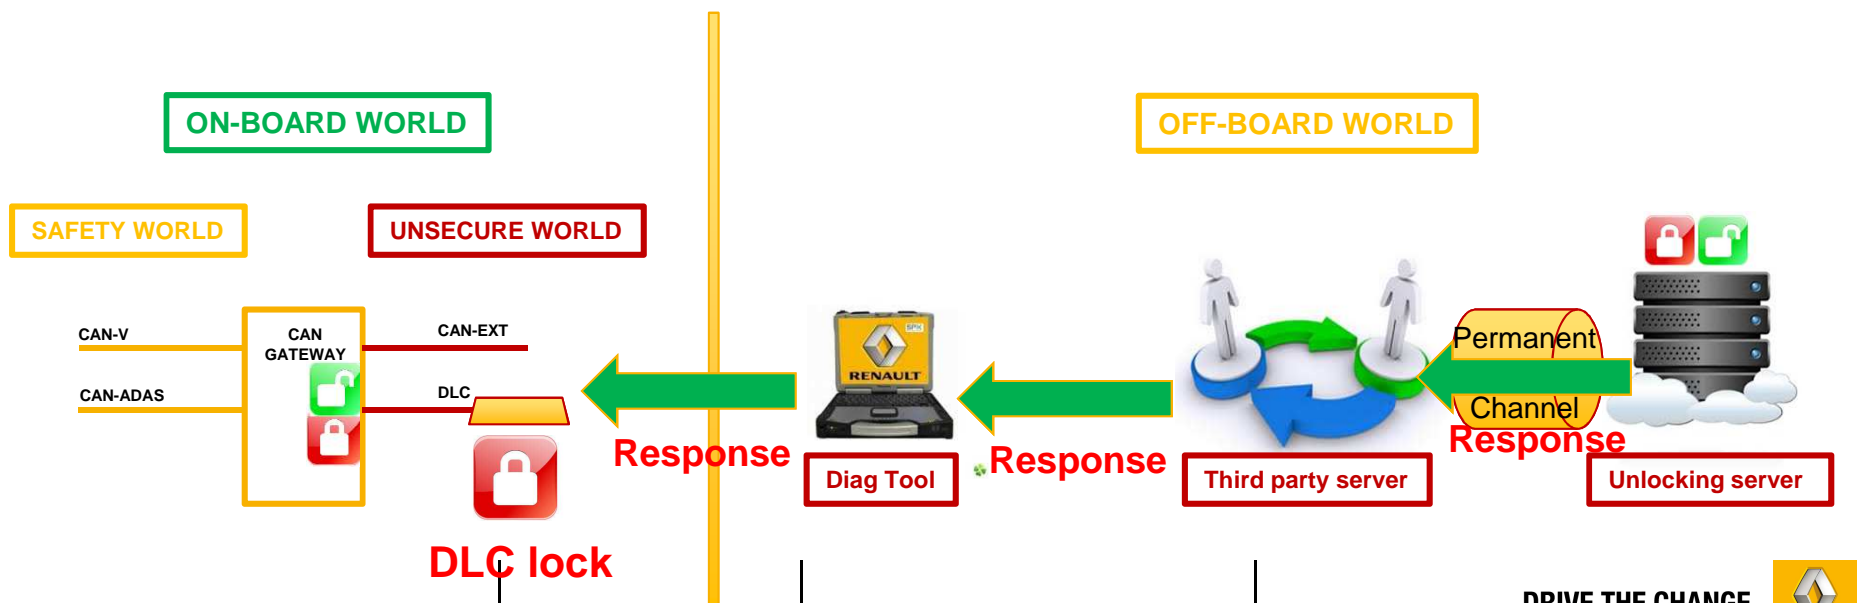 ON-BOARD WORLD
OFF-BOARD WORLD
SAFETY WORLD
UNSECURE WORLD
CAN-V
CAN
GATEWAY
CAN-EXT
CAN-ADAS
DLC
RENAULT
Permanent
Channel
Response
Response
Response
Diag Tool
Third party server
Unlocking server
DLC lock
DRIVE THE CHANGE